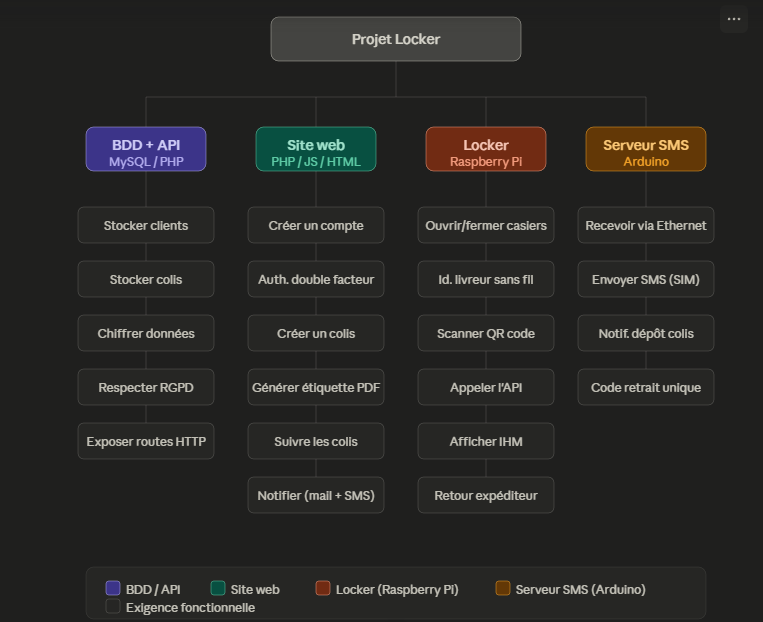 Projet Locker
BDD + API
MySQL / PHP
Stocker clients
Stocker colis
Chiffrer données
Respecter RGPD
Exposer routes HTTP
Site web
PHP / JS / HTML
Créer un compte
Auth. double facteur
Créer un colis
Générer étiquette PDF
Suivre les colis
Notifier (mail + SMS)
Locker
Raspberry Pi
Ouvrir/fermer casiers
Id. livreur sans fil
Scanner QR code
Appeler l'API
Afficher IHM
Retour expéditeur
Serveur SMS
Arduino
Recevoir via Ethernet
Envoyer SMS (SIM)
Notif. dépôt colis
Code retrait unique
BDD / API
Site web
Locker (Raspberry Pi)
Serveur SMS (Arduino)
Exigence fonctionnelle